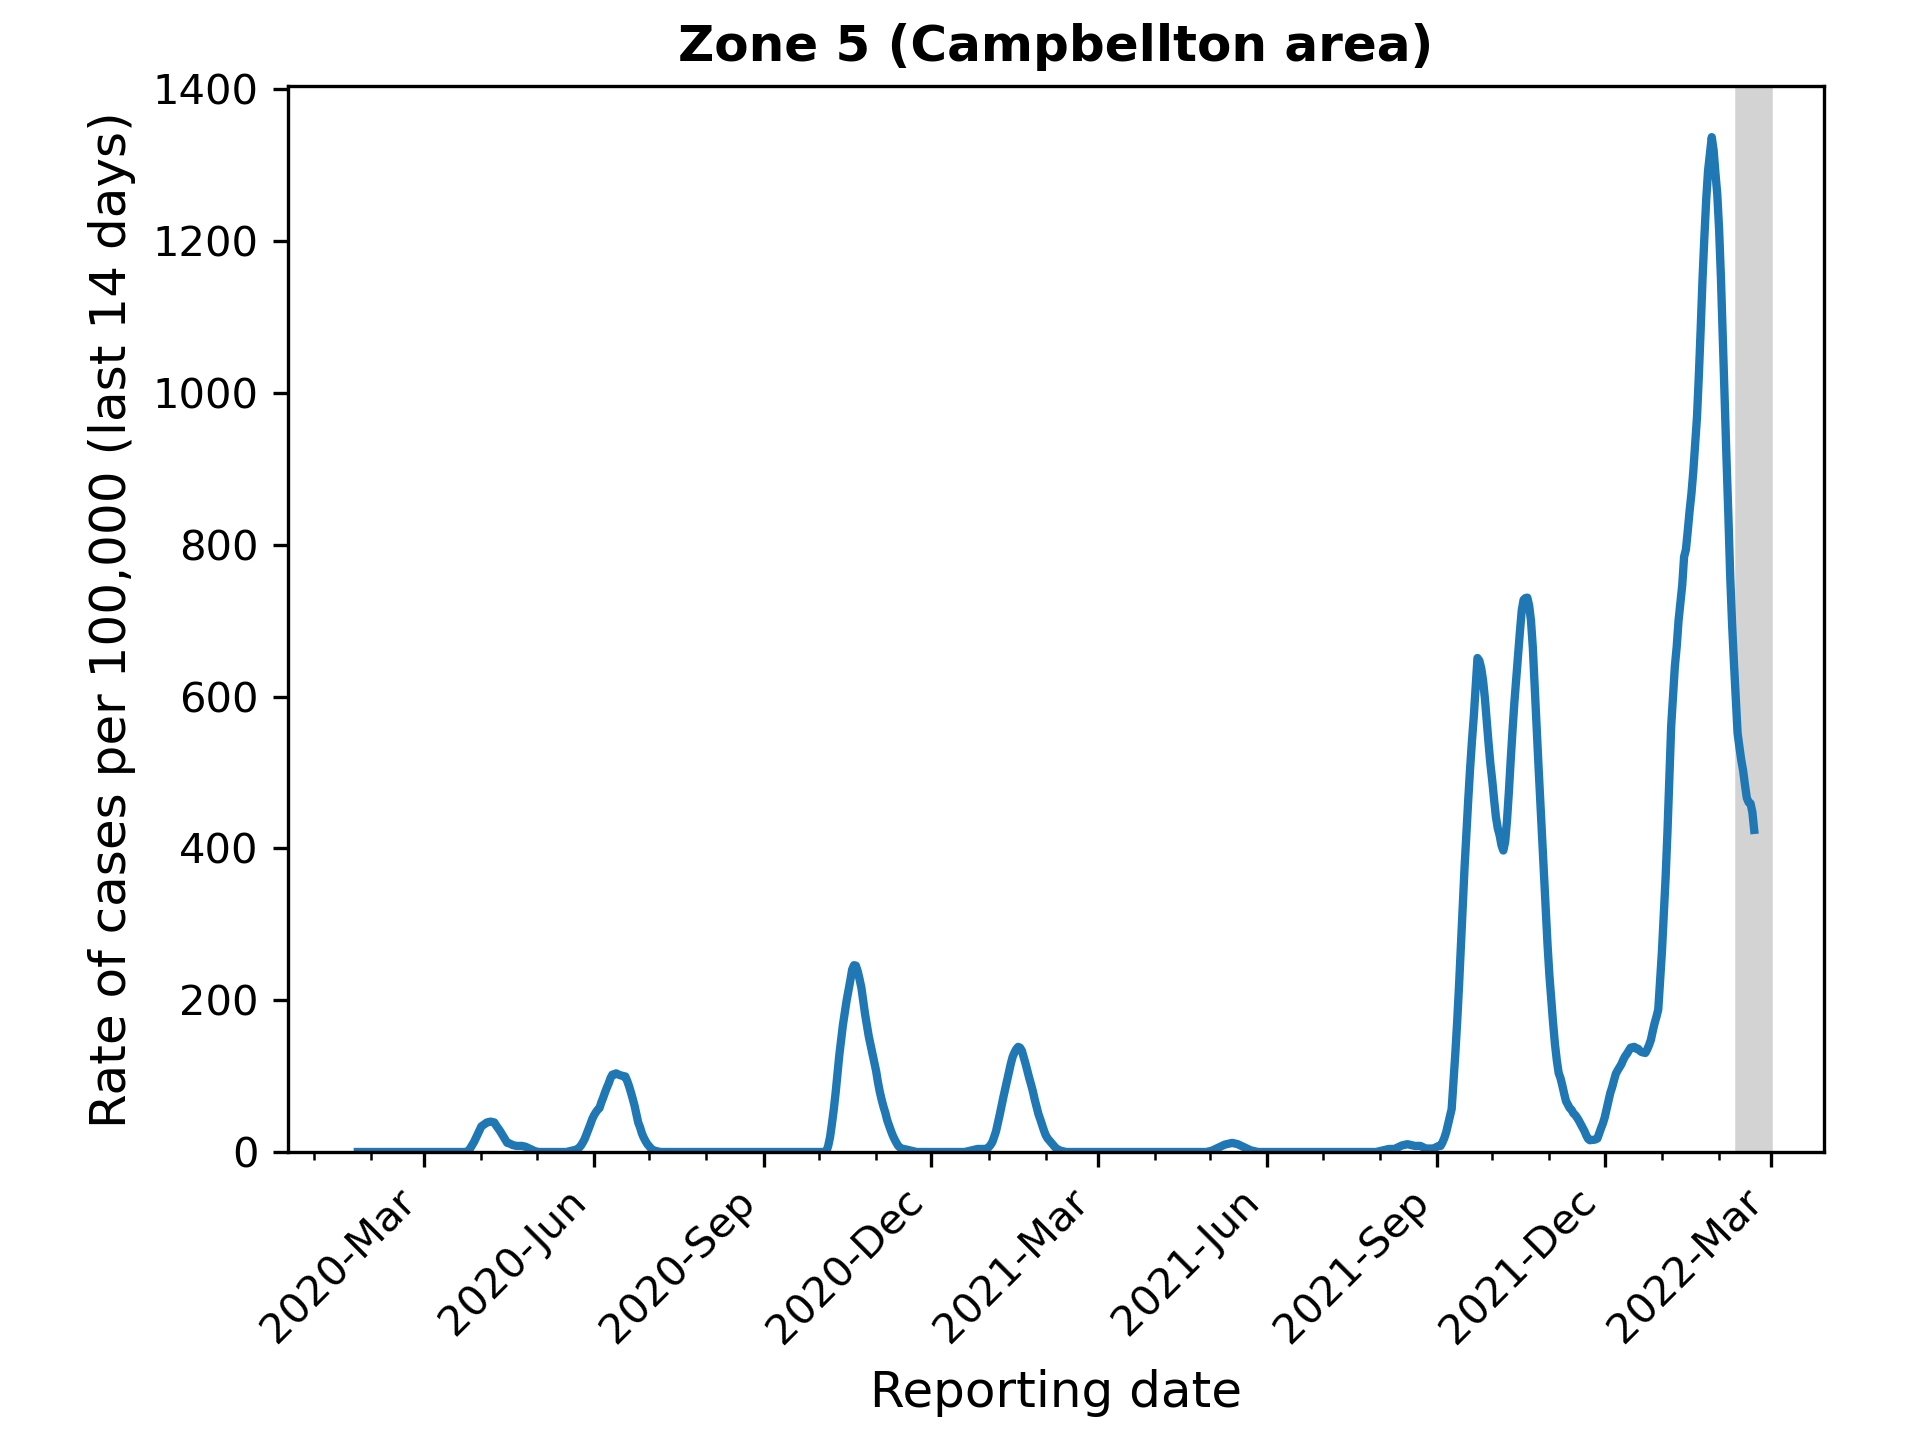 Zone 5 (Campbellton area)
Rate of cases per 100,000 (last 14 days)
1400
1200
1000
800
600
400
200
0
2020-Mar
2020-Jun
2020-Sep
2020-Dec
2021-Mar
2021-Jun
2021-Sep
2021-Dec
2022-Mar
Reporting date